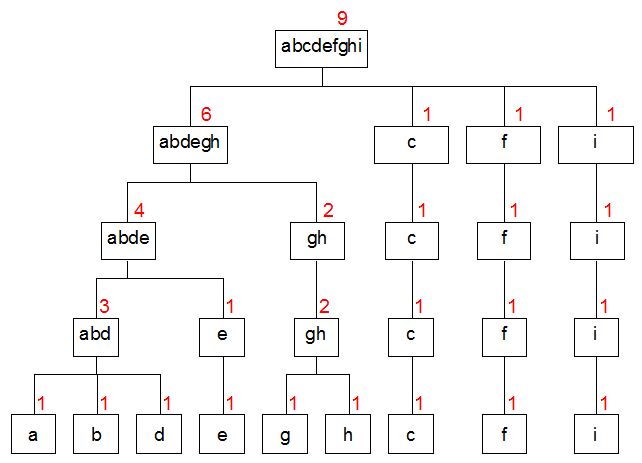 9
abcdefghi
6 1 1 1
abdegh c f i
4 2 1 1 1
abde gh c f i
3 1 2 1 1 1
abd e gh c f i
1 1 1 1 1 1 1 1 1
a b d e g h c f i